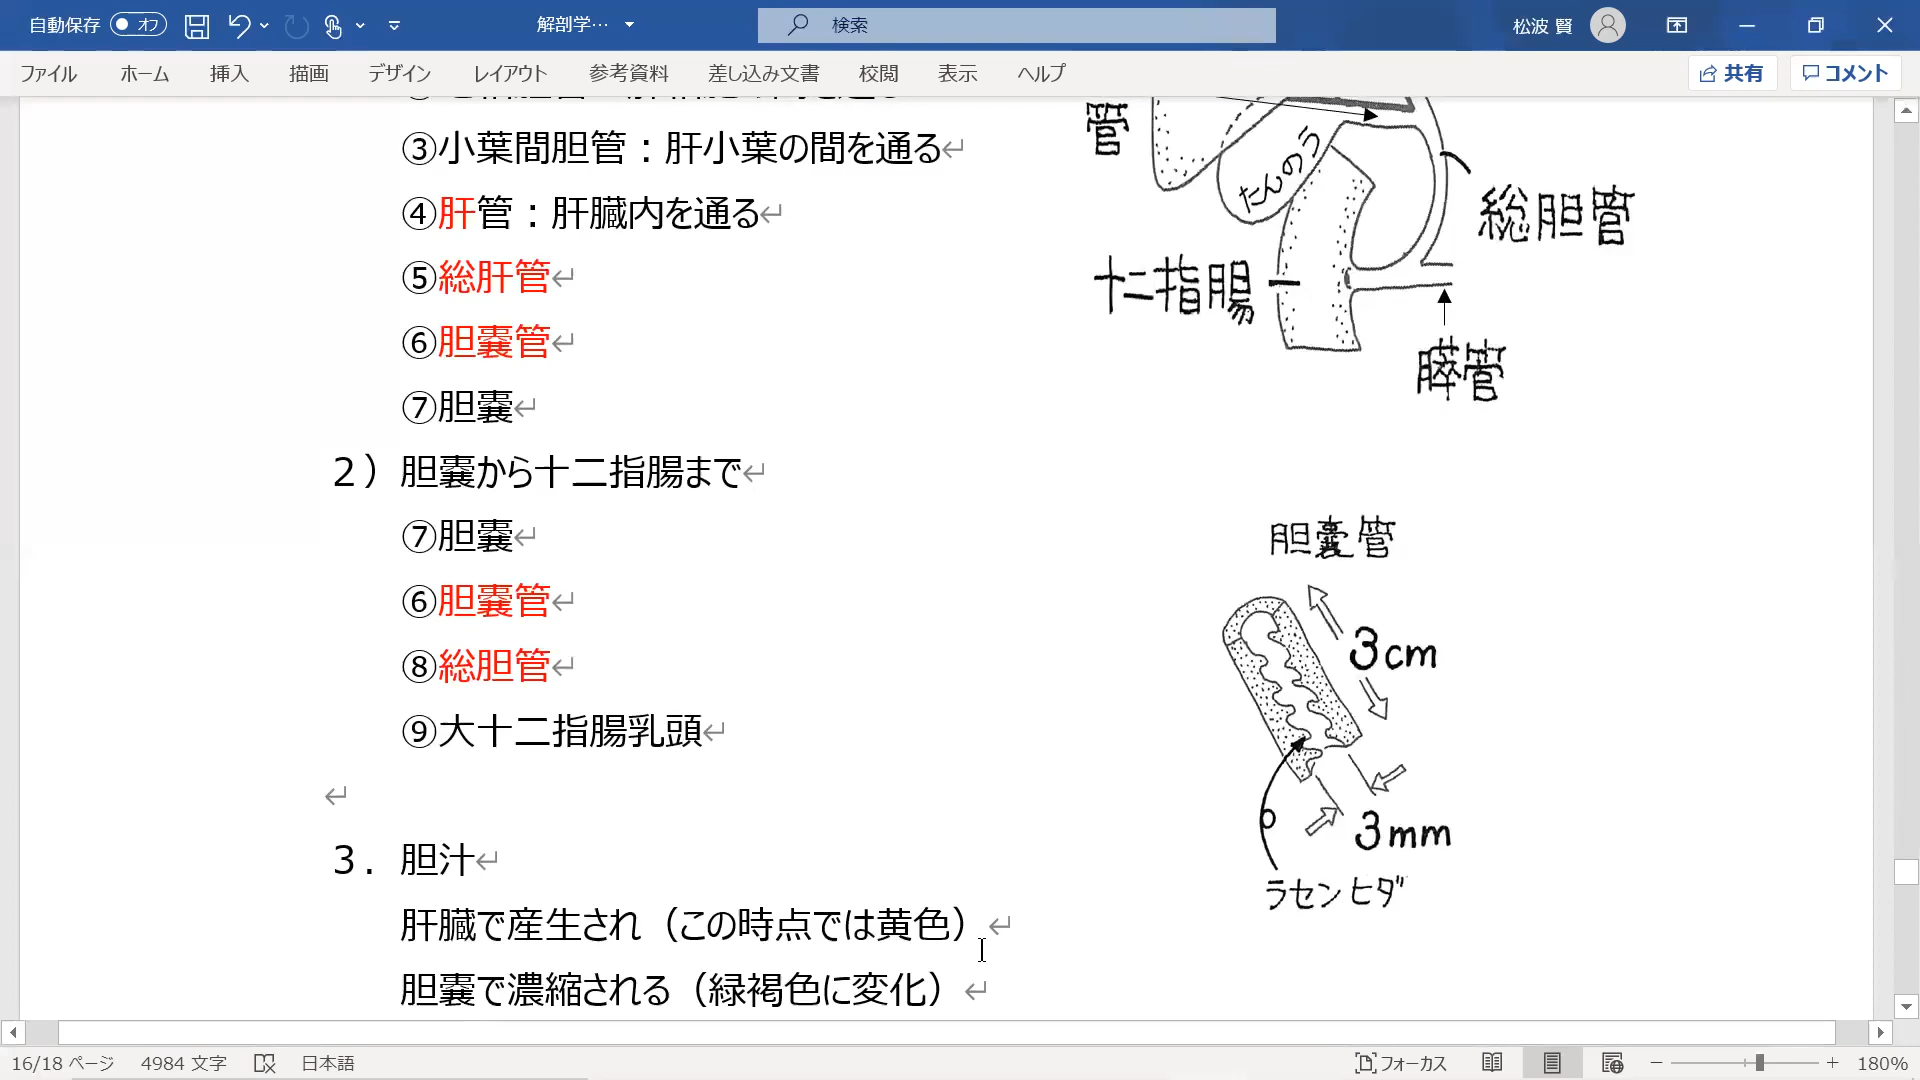 自動保存 オフ 解剖学… 検索 松波 賢
ファイル ホーム 挿入 描画 デザイン レイアウト 参考資料 差し込み文書 校閲 表示 ヘルプ 共有 コメント
③小葉間胆管：肝小葉の間を通る
④肝管：肝臓内を通る
⑤総肝管
⑥胆嚢管
⑦胆嚢
２）胆嚢から十二指腸まで
⑦胆嚢
⑥胆嚢管
⑧総胆管
⑨大十二指腸乳頭
３．胆汁
肝臓で産生され（この時点では黄色）
胆嚢で濃縮される（緑褐色に変化）
管
たんのう
総胆管
十二指腸
膵管
胆嚢管
3cm
3mm
ラセンヒダ
16/18 ページ 4984 文字 日本語 フォーカス 180%